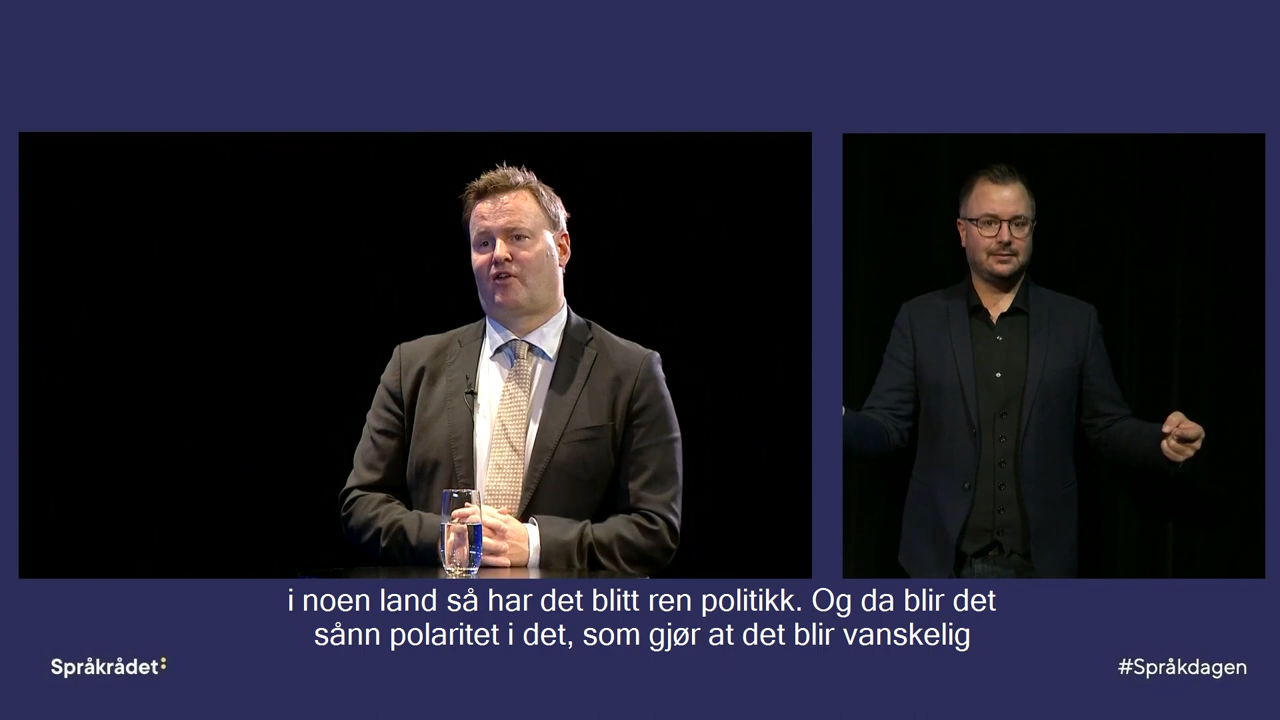 i noen land så har det blitt ren politikk. Og da blir det
sånn polaritet i det, som gjør at det blir vanskelig
Språkrådet:
#Språkdagen